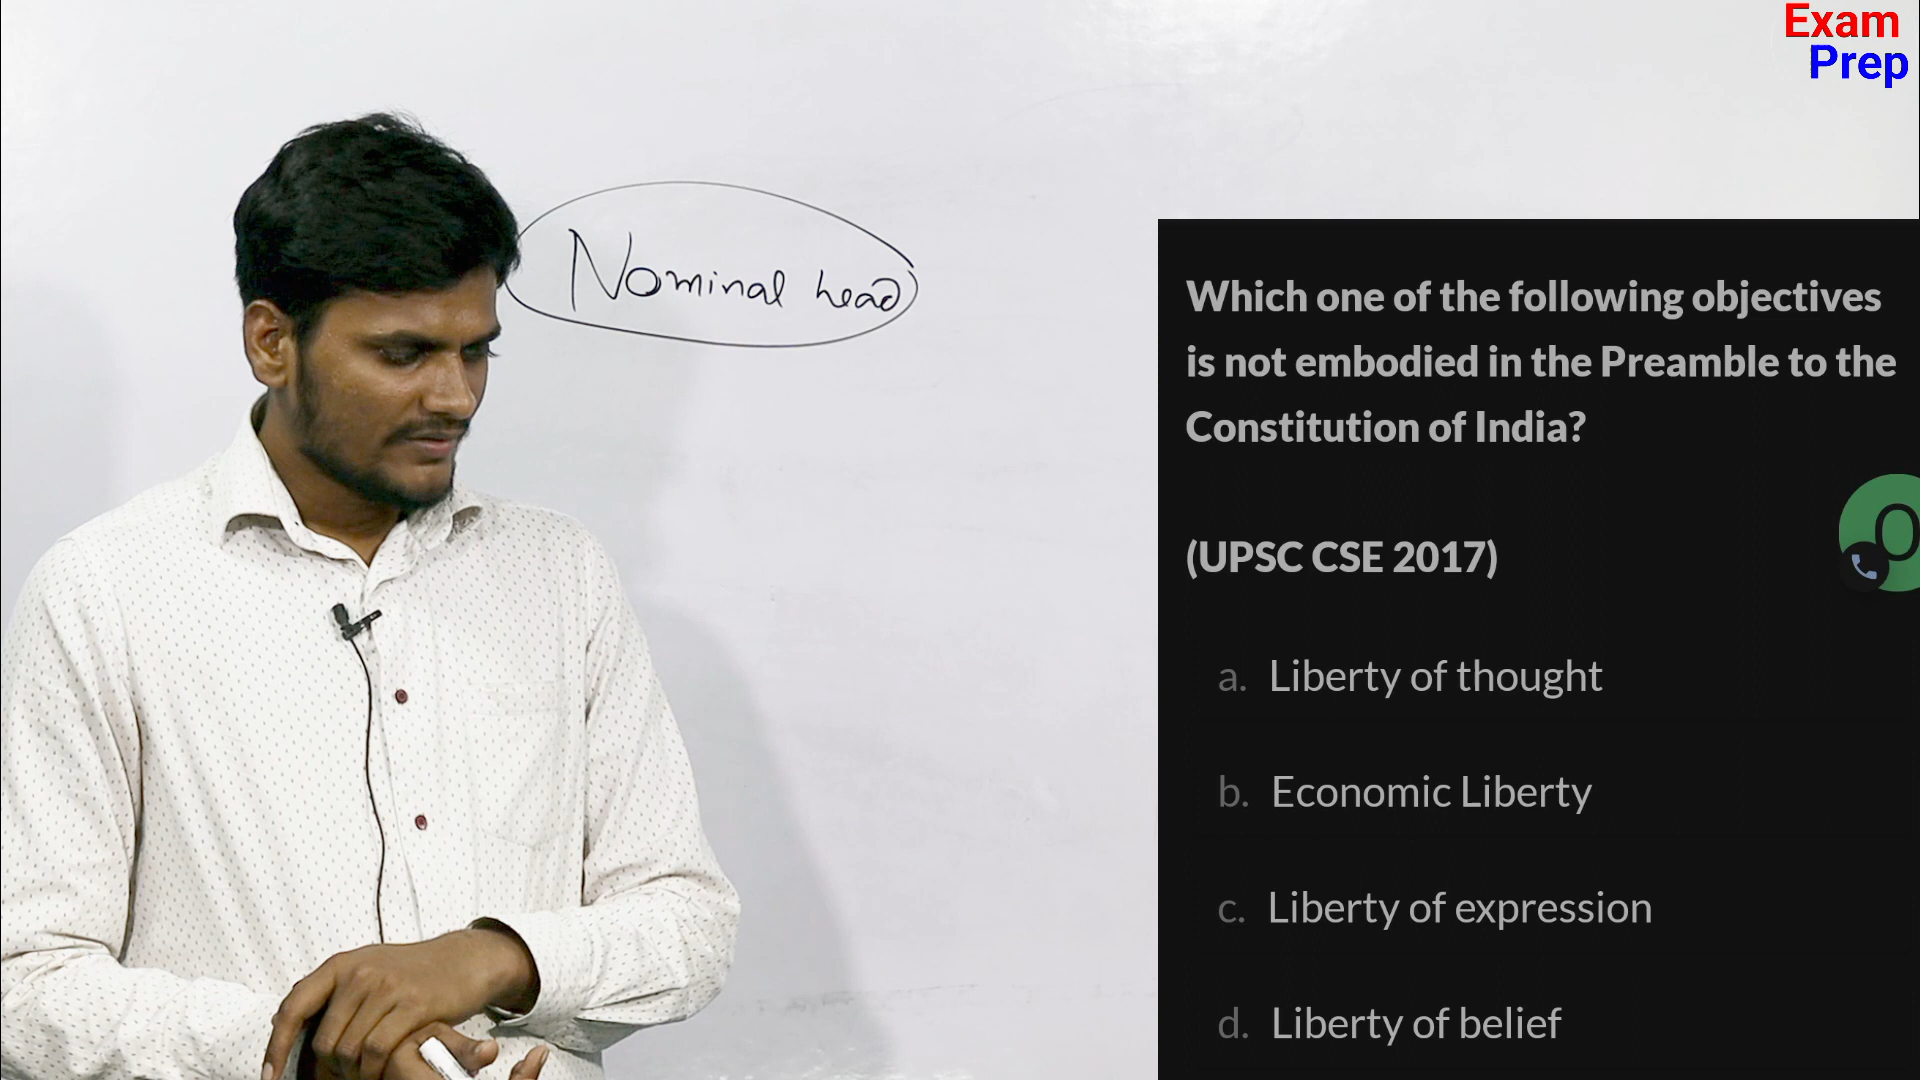 Exam
Prep
Nominal head
Which one of the following objectives
is not embodied in the Preamble to the
Constitution of India?
(UPSC CSE 2017)
a. Liberty of thought
b. Economic Liberty
c. Liberty of expression
d. Liberty of belief
O